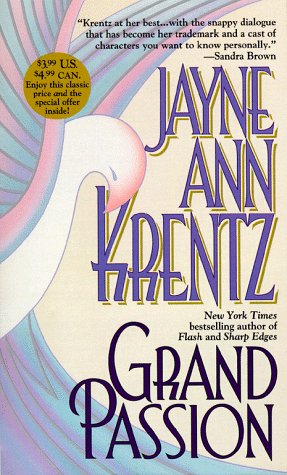 "Krentz at her best...with the snappy dialogue
that has become her trademark and a cast of
characters you want to know personally."
—Sandra Brown
$3.99 U.S.
$4.99 CAN.
Enjoy this classic
price and the
special offer
inside!
JAYNE
ANN
KRENTZ
New York Times
bestselling author of
Flash and Sharp Edges
GRAND
PASSION